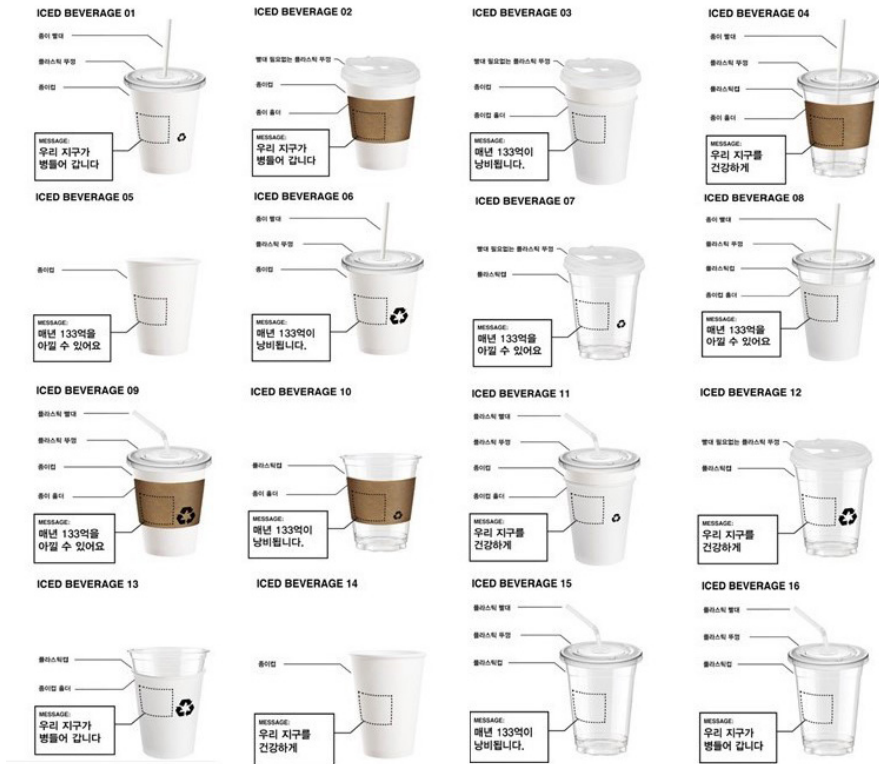 ICED BEVERAGE 01
종이 빨대
플라스틱 뚜껑
종이컵
MESSAGE:
우리 지구가
병들어 갑니다
ICED BEVERAGE 02
빨대 필요없는 플라스틱 뚜껑
종이컵
종이 홀더
MESSAGE:
우리 지구가
병들어 갑니다
ICED BEVERAGE 03
빨대 필요없는 플라스틱 뚜껑
종이컵
종이컵 홀더
MESSAGE:
매년 133억이
낭비됩니다.
ICED BEVERAGE 04
종이 빨대
플라스틱 뚜껑
플라스틱컵
종이 홀더
MESSAGE:
우리 지구를
건강하게
ICED BEVERAGE 05
종이컵
MESSAGE:
매년 133억을
아낄 수 있어요
ICED BEVERAGE 06
종이 빨대
플라스틱 뚜껑
종이컵
MESSAGE:
매년 133억이
낭비됩니다.
ICED BEVERAGE 07
빨대 필요없는 플라스틱 뚜껑
플라스틱컵
MESSAGE:
매년 133억을
아낄 수 있어요
ICED BEVERAGE 08
종이 빨대
플라스틱 뚜껑
플라스틱컵
종이컵 홀더
MESSAGE:
매년 133억을
아낄 수 있어요
ICED BEVERAGE 09
플라스틱 빨대
플라스틱 뚜껑
종이컵
종이 홀더
MESSAGE:
매년 133억을
아낄 수 있어요
ICED BEVERAGE 10
플라스틱컵
종이 홀더
MESSAGE:
매년 133억이
낭비됩니다.
ICED BEVERAGE 11
플라스틱 빨대
플라스틱 뚜껑
종이컵
종이컵 홀더
MESSAGE:
우리 지구를
건강하게
ICED BEVERAGE 12
빨대 필요없는 플라스틱 뚜껑
플라스틱컵
MESSAGE:
우리 지구를
건강하게
ICED BEVERAGE 13
플라스틱컵
종이컵 홀더
MESSAGE:
우리 지구가
병들어 갑니다
ICED BEVERAGE 14
종이컵
MESSAGE:
우리 지구를
건강하게
ICED BEVERAGE 15
플라스틱 빨대
플라스틱 뚜껑
플라스틱컵
MESSAGE:
매년 133억이
낭비됩니다.
ICED BEVERAGE 16
플라스틱 빨대
플라스틱 뚜껑
플라스틱컵
MESSAGE:
우리 지구가
병들어 갑니다